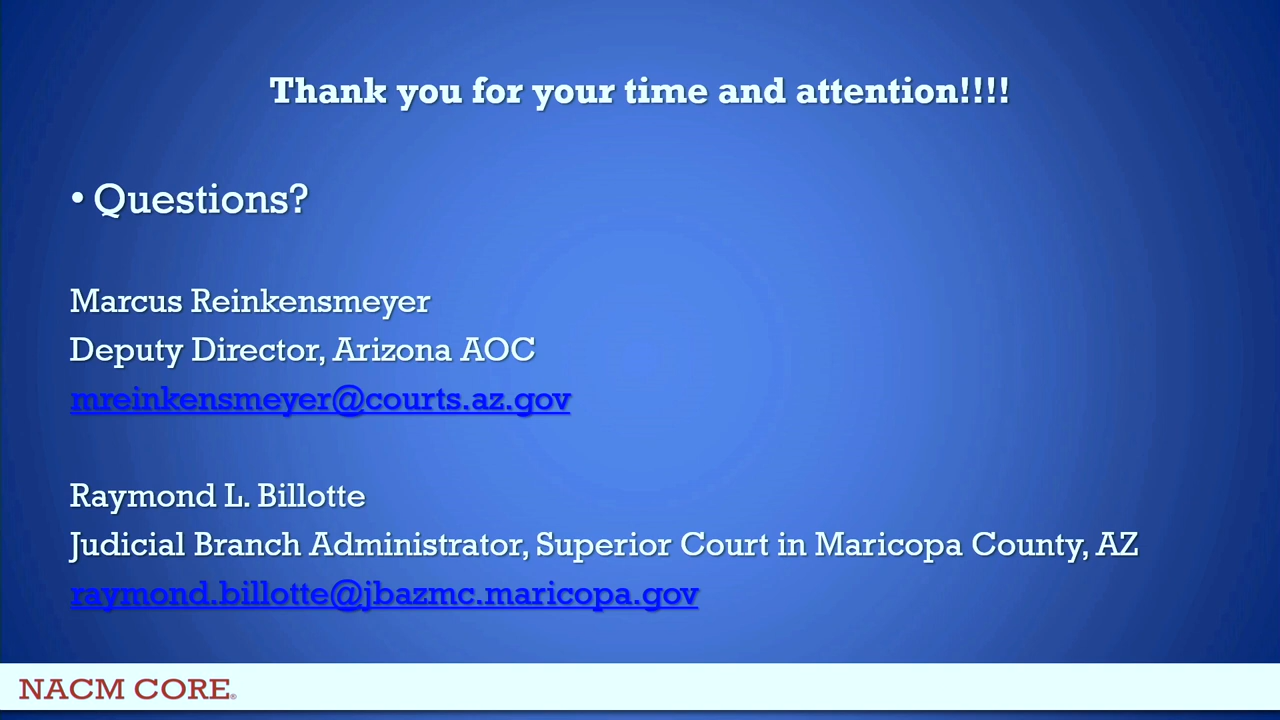 Thank you for your time and attention!!!!
• Questions?
Marcus Reinkensmeyer
Deputy Director, Arizona AOC
mreinkensmeyer@courts.az.gov
Raymond L. Billotte
Judicial Branch Administrator, Superior Court in Maricopa County, AZ
raymond.billotte@jbazmc.maricopa.gov
NACM CORE®